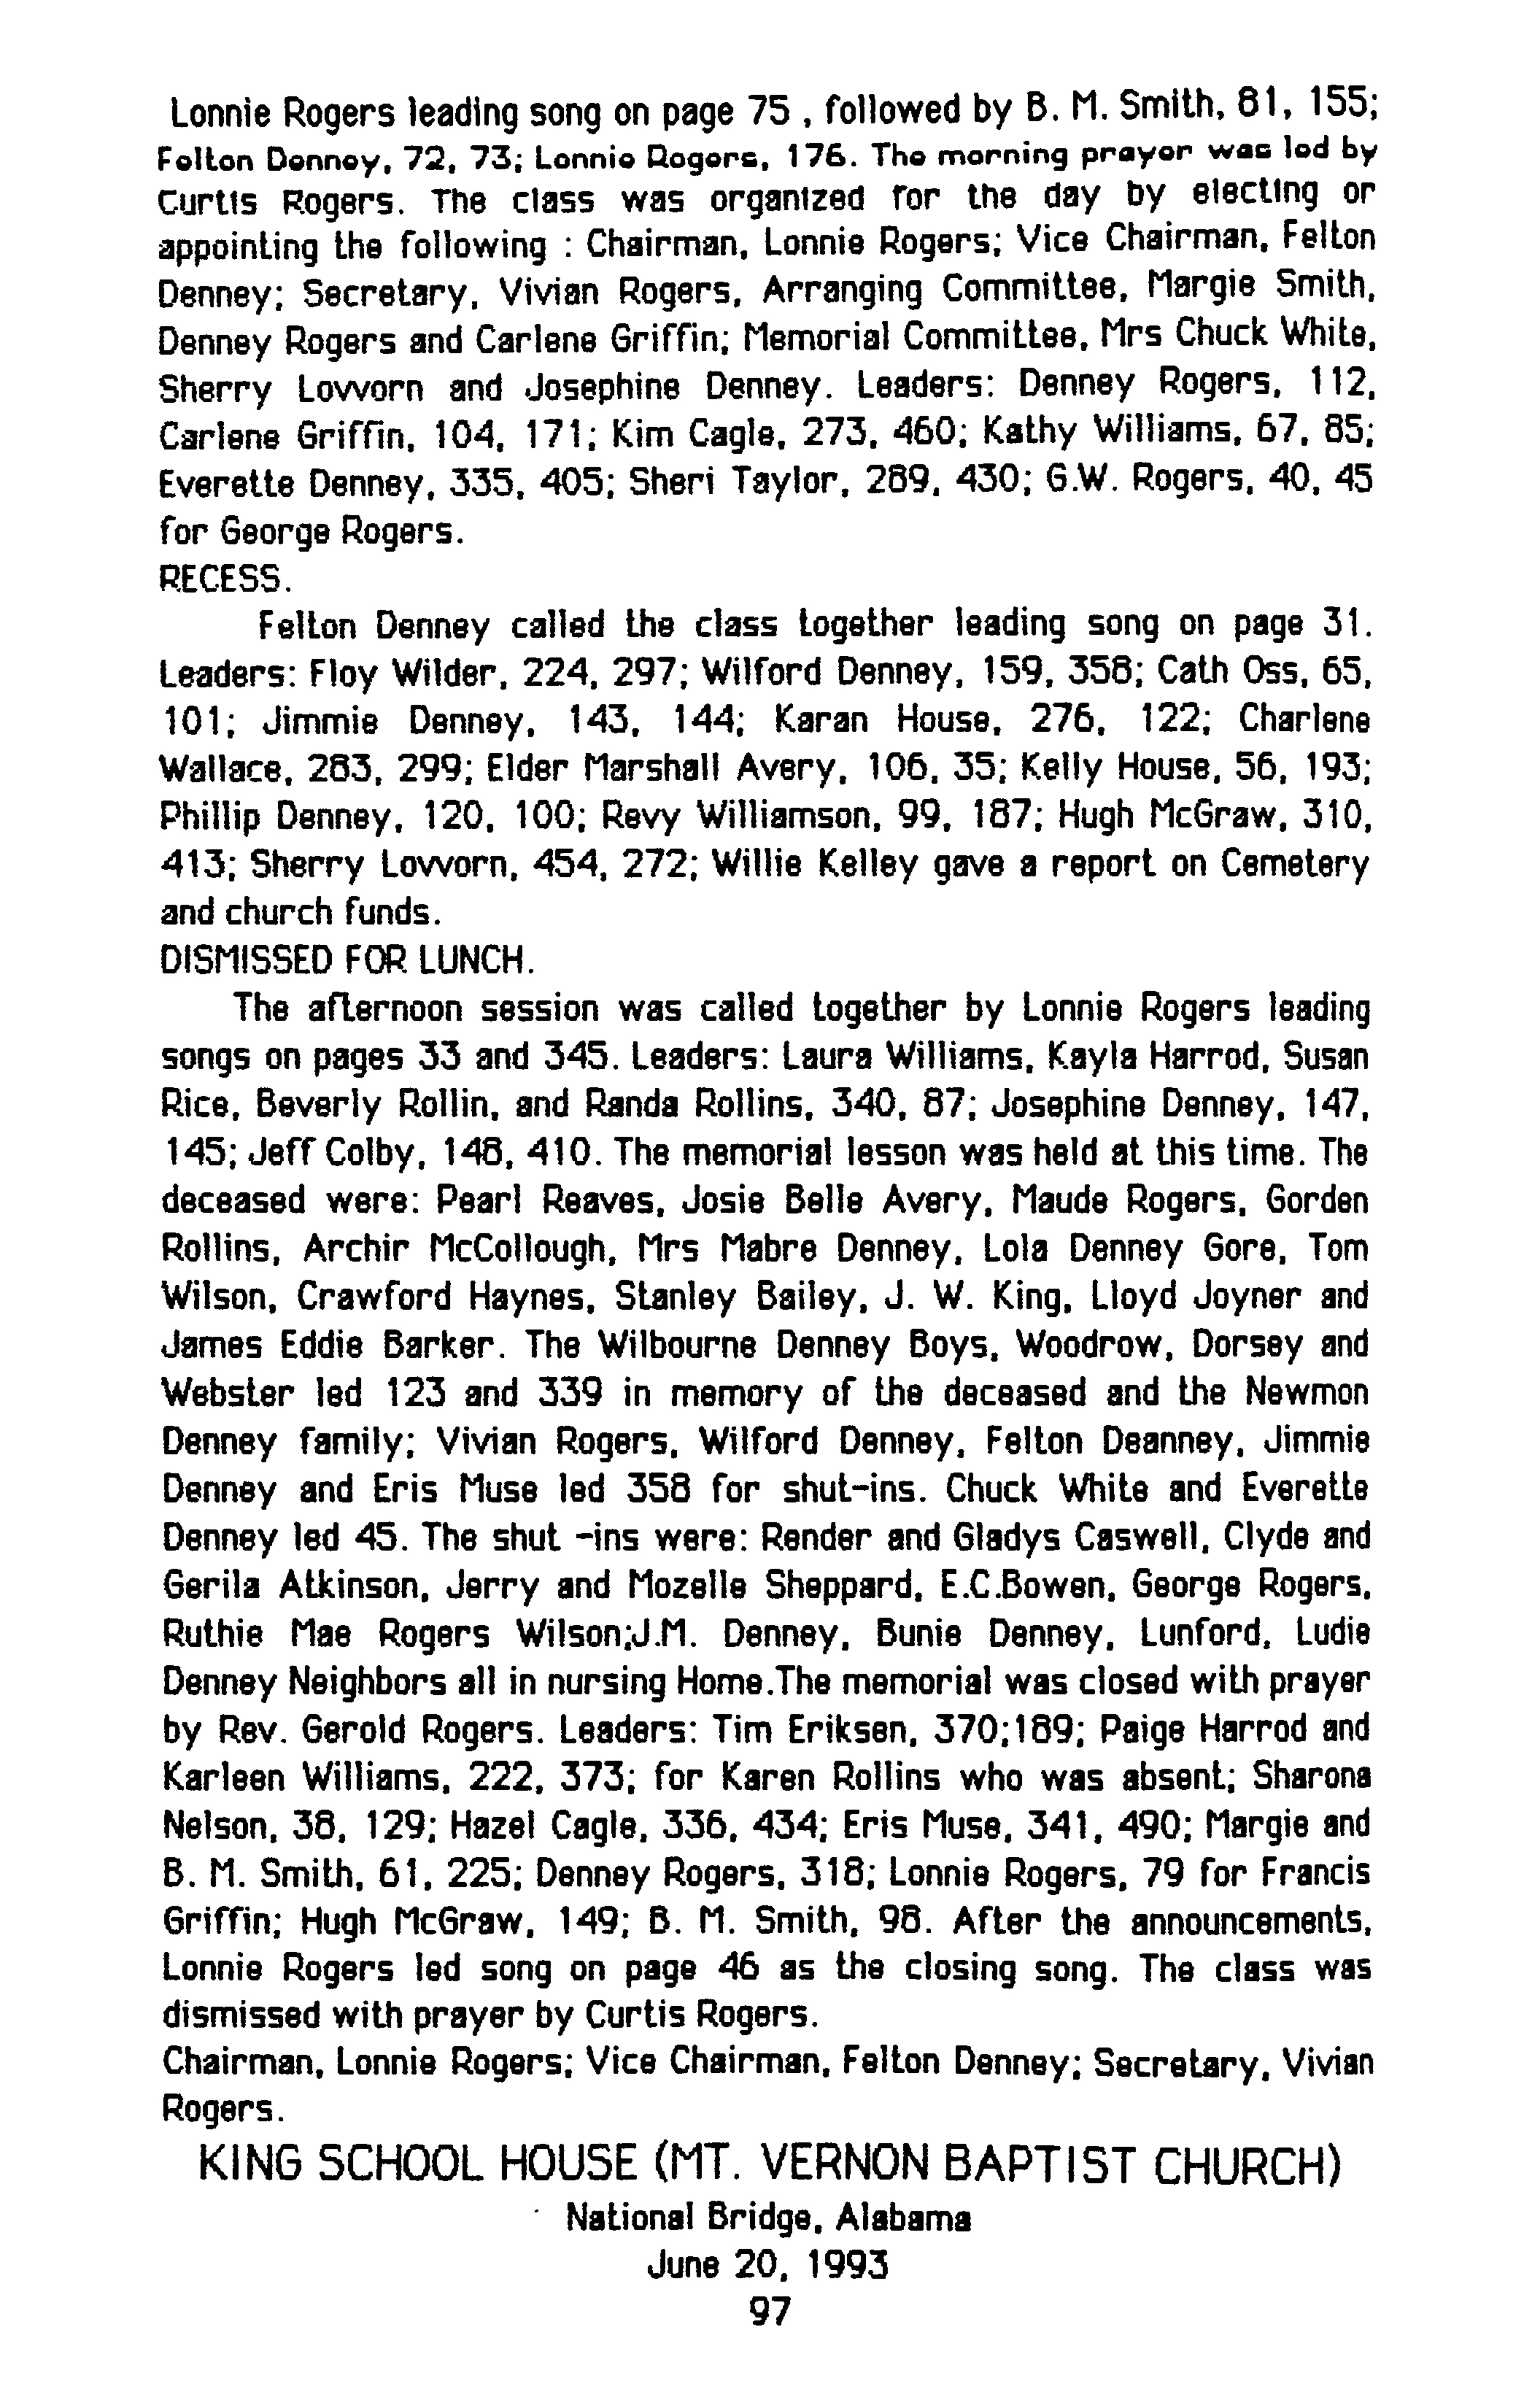 Lonnie Rogers leading song on page 75 , followed by B. M. Smith, 81, 155;
Felton Denney, 72, 73; Lonnie Rogers, 176. The morning prayer was led by
Curtis Rogers. The class was organized for the day by electing or
appointing the following : Chairman, Lonnie Rogers; Vice Chairman, Felton
Denney; Secretary, Vivian Rogers, Arranging Committee, Margie Smith,
Denney Rogers and Carlene Griffin; Memorial Committee, Mrs Chuck White,
Sherry Lovvorn and Josephine Denney. Leaders: Denney Rogers, 112,
Carlene Griffin, 104, 171; Kim Cagle, 273, 460; Kathy Williams, 67, 85;
Everette Denney, 335, 405; Sheri Taylor, 289, 430; G.W. Rogers, 40, 45
for George Rogers.
RECESS.
Felton Denney called the class together leading song on page 31.
Leaders: Floy Wilder, 224, 297; Wilford Denney, 159, 358; Cath Oss, 65,
101; Jimmie Denney, 143, 144; Karan House, 276, 122; Charlene
Wallace, 283, 299; Elder Marshall Avery, 106, 35; Kelly House, 56, 193;
Phillip Denney, 120, 100; Revy Williamson, 99, 187; Hugh McGraw, 310,
413; Sherry Lovvorn, 454, 272; Willie Kelley gave a report on Cemetery
and church funds.
DISMISSED FOR LUNCH.
The afternoon session was called together by Lonnie Rogers leading
songs on pages 33 and 345. Leaders: Laura Williams, Kayla Harrod, Susan
Rice, Beverly Rollin, and Randa Rollins, 340, 87; Josephine Denney, 147,
145; Jeff Colby, 148, 410. The memorial lesson was held at this time. The
deceased were: Pearl Reaves, Josie Belle Avery, Maude Rogers, Gorden
Rollins, Archir McCollough, Mrs Mabre Denney, Lola Denney Gore, Tom
Wilson, Crawford Haynes, Stanley Bailey, J. W. King, Lloyd Joyner and
James Eddie Barker. The Wilbourne Denney Boys, Woodrow, Dorsey and
Webster led 123 and 339 in memory of the deceased and the Newmon
Denney family; Vivian Rogers, Wilford Denney, Felton Deanney, Jimmie
Denney and Eris Muse led 358 for shut-ins. Chuck White and Everette
Denney led 45. The shut -ins were: Render and Gladys Caswell, Clyde and
Gerila Atkinson, Jerry and Mozelle Sheppard, E.C.Bowen, George Rogers,
Ruthie Mae Rogers Wilson;J.M. Denney, Bunie Denney, Lunford, Ludie
Denney Neighbors all in nursing Home.The memorial was closed with prayer
by Rev. Gerold Rogers. Leaders: Tim Eriksen, 370;189; Paige Harrod and
Karleen Williams, 222, 373; for Karen Rollins who was absent; Sharona
Nelson, 38, 129; Hazel Cagle, 336, 434; Eris Muse, 341, 490; Margie and
B. M. Smith, 61, 225; Denney Rogers, 318; Lonnie Rogers, 79 for Francis
Griffin; Hugh McGraw, 149; B. M. Smith, 98. After the announcements,
Lonnie Rogers led song on page 46 as the closing song. The class was
dismissed with prayer by Curtis Rogers.
Chairman, Lonnie Rogers; Vice Chairman, Felton Denney; Secretary, Vivian
Rogers.
KING SCHOOL HOUSE (MT. VERNON BAPTIST CHURCH)
National Bridge, Alabama
June 20, 1993
97